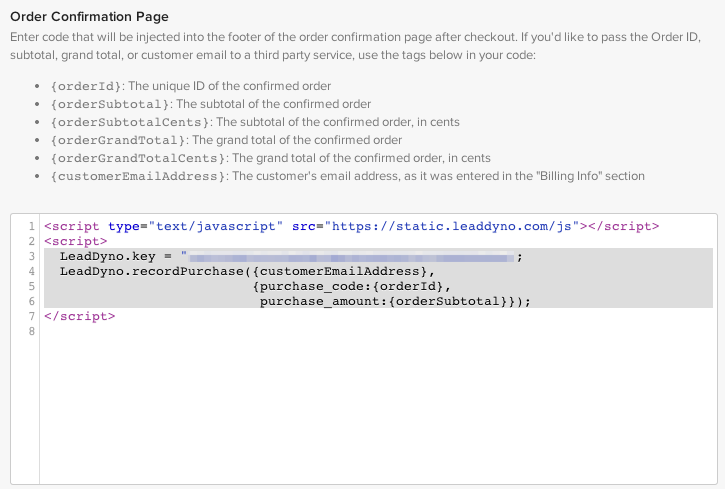 Order Confirmation Page
Enter code that will be injected into the footer of the order confirmation page after checkout. If you'd like to pass the Order ID,
subtotal, grand total, or customer email to a third party service, use the tags below in your code:
• {orderId}: The unique ID of the confirmed order
• {orderSubtotal}: The subtotal of the confirmed order
• {orderSubtotalCents}: The subtotal of the confirmed order, in cents
• {orderGrandTotal}: The grand total of the confirmed order
• {orderGrandTotalCents}: The grand total of the confirmed order, in cents
• {customerEmailAddress}: The customer's email address, as it was entered in the "Billing Info" section
1 <script type="text/javascript" src="https://static.leaddyno.com/js"></script>
2 <script>
3 LeadDyno.key = " ;
4 LeadDyno.recordPurchase({customerEmailAddress},
5 {purchase_code:{orderId},
6 purchase_amount:{orderSubtotal}});
7 </script>
8